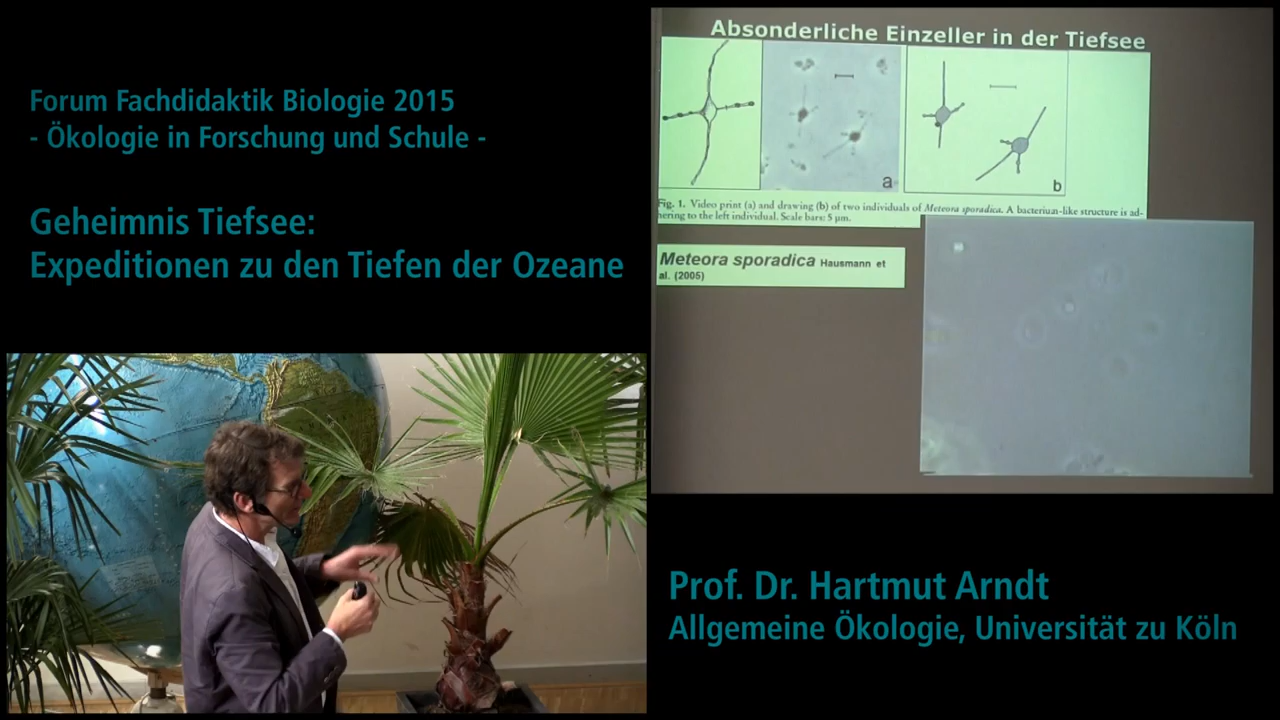 Forum Fachdidaktik Biologie 2015
- Ökologie in Forschung und Schule -
Geheimnis Tiefsee:
Expeditionen zu den Tiefen der Ozeane
Absonderliche Einzeller in der Tiefsee
a
b
Fig. 1. Video print (a) and drawing (b) of two individuals of Meteora sporadica. A bacterium-like structure is ad-
hering to the left individual. Scale bars: 5 µm.
Meteora sporadica Hausmann et
al. (2005)
Prof. Dr. Hartmut Arndt
Allgemeine Ökologie, Universität zu Köln